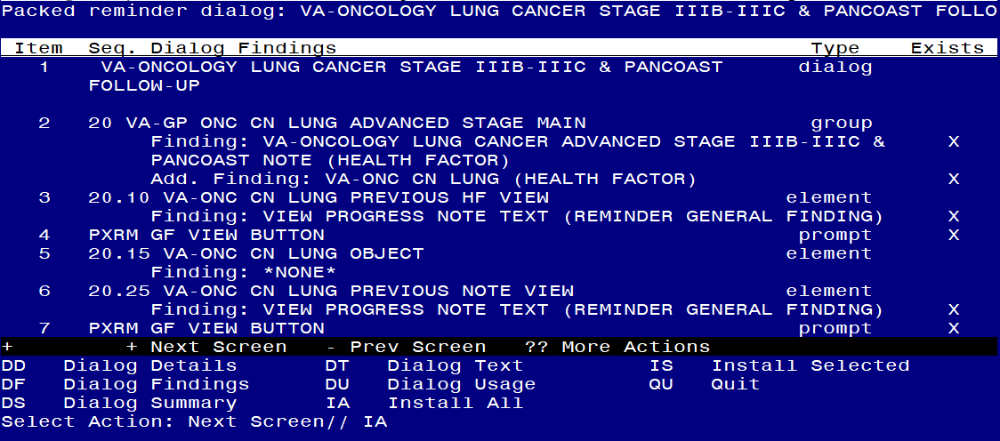 Packed reminder dialog: VA-ONCOLOGY LUNG CANCER STAGE IIIB-IIIC & PANCOAST FOLLO
Item Seq. Dialog Findings Type Exists
1 VA-ONCOLOGY LUNG CANCER STAGE IIIB-IIIC & PANCOAST dialog
FOLLOW-UP
2 20 VA-GP ONC CN LUNG ADVANCED STAGE MAIN group
Finding: VA-ONCOLOGY LUNG CANCER ADVANCED STAGE IIIB-IIIC & X
PANCOAST NOTE (HEALTH FACTOR)
Add. Finding: VA-ONC CN LUNG (HEALTH FACTOR) X
3 20.10 VA-ONC CN LUNG PREVIOUS HF VIEW element
Finding: VIEW PROGRESS NOTE TEXT (REMINDER GENERAL FINDING) X
4 PXRM GF VIEW BUTTON prompt X
5 20.15 VA-ONC CN LUNG OBJECT element
Finding: *NONE*
6 20.25 VA-ONC CN LUNG PREVIOUS NOTE VIEW element
Finding: VIEW PROGRESS NOTE TEXT (REMINDER GENERAL FINDING) X
7 PXRM GF VIEW BUTTON prompt X
+ + Next Screen - Prev Screen ?? More Actions
DD Dialog Details DT Dialog Text IS Install Selected
DF Dialog Findings DU Dialog Usage QU Quit
DS Dialog Summary IA Install All
Select Action: Next Screen// IA